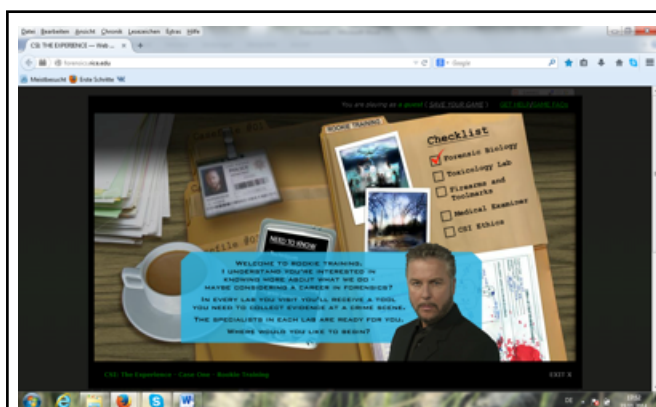 Datei Bearbeiten Ansicht Chronik Lesezeichen Extras Hilfe
CSI: THE EXPERIENCE — Web ...
forensics.rice.edu
Google
Meistbesucht Erste Schritte
You are playing as a guest ( SAVE YOUR GAME )
ROOKIE TRAINING
Checklist
Forensic Biology
Toxicology Lab
Firearms and
Toolmarks
Medical Examiner
CSI Ethics
NEED TO KNOW
WELCOME TO ROOKIE TRAINING.
I UNDERSTAND YOU'RE INTERESTED IN
KNOWING MORE ABOUT WHAT WE DO -
MAYBE CONSIDERING A CAREER IN FORENSICS?
IN EVERY LAB YOU VISIT YOU'LL RECEIVE A TOOL
YOU NEED TO COLLECT EVIDENCE AT A CRIME SCENE.
THE SPECIALISTS IN EACH LAB ARE READY FOR YOU.
WHERE WOULD YOU LIKE TO BEGIN?
CSI: The Experience - Case One - Rookie Training
EXIT X
DE